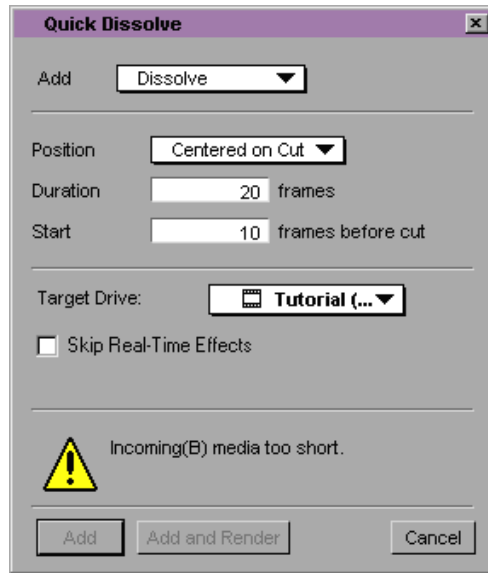 Quick Dissolve
Add Dissolve
Position Centered on Cut
Duration 20 frames
Start 10 frames before cut
Target Drive: Tutorial (...
Skip Real-Time Effects
Incoming(B) media too short.
Add Add and Render Cancel